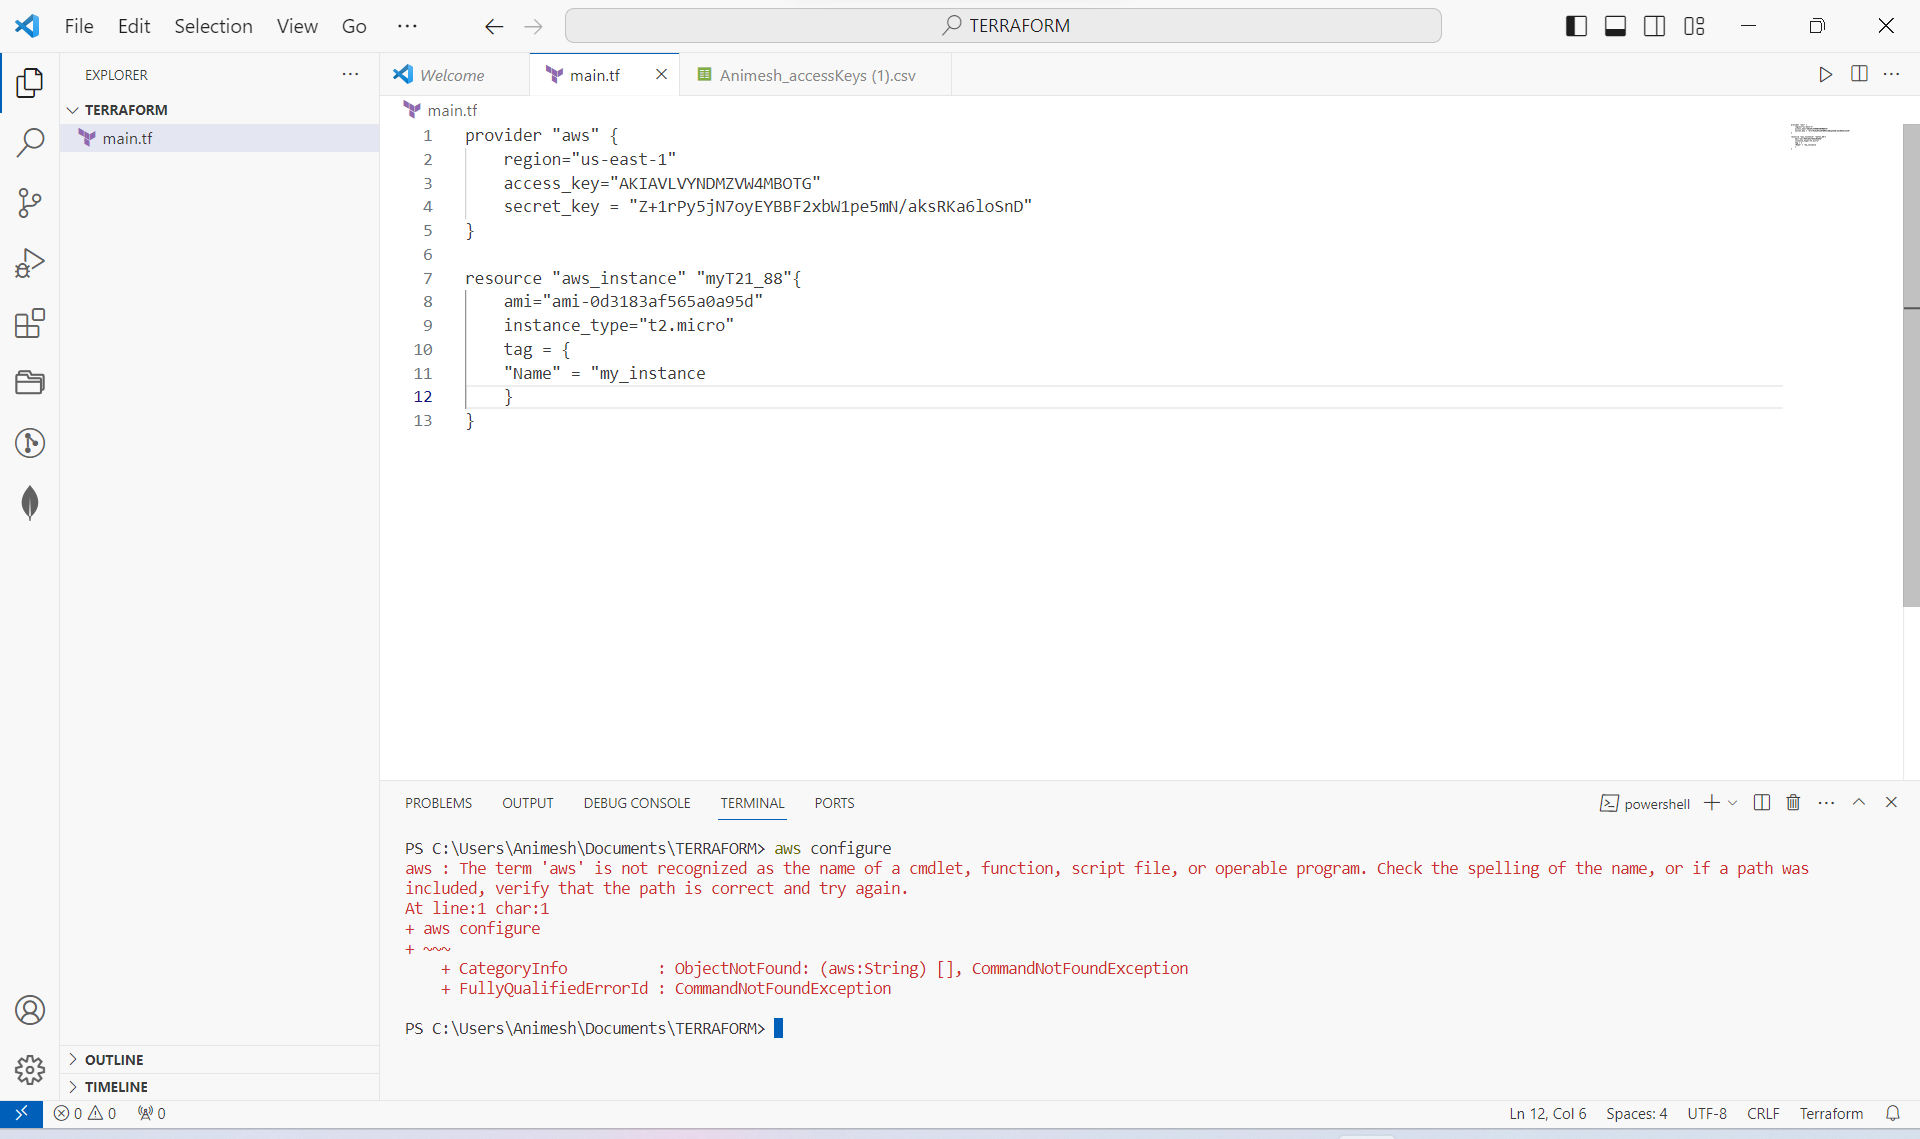 File Edit Selection View Go ··· TERRAFORM
EXPLORER ···
TERRAFORM
main.tf
OUTLINE
TIMELINE
Welcome main.tf Animesh_accessKeys (1).csv
main.tf
1 provider "aws" {
2 region="us-east-1"
3 access_key="AKIAVLVYNDMZVW4MBOTG"
4 secret_key = "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"
5 }
6
7 resource "aws_instance" "myT21_88"{
8 ami="ami-0d3183af565a0a95d"
9 instance_type="t2.micro"
10 tag = {
11 "Name" = "my_instance
12 }
13 }
PROBLEMS OUTPUT DEBUG CONSOLE TERMINAL PORTS powershell
PS C:\Users\Animesh\Documents\TERRAFORM> aws configure
aws : The term 'aws' is not recognized as the name of a cmdlet, function, script file, or operable program. Check the spelling of the name, or if a path was
included, verify that the path is correct and try again.
At line:1 char:1
+ aws configure
+ ~~~
+ CategoryInfo : ObjectNotFound: (aws:String) [], CommandNotFoundException
+ FullyQualifiedErrorId : CommandNotFoundException
PS C:\Users\Animesh\Documents\TERRAFORM>
0 0 0 Ln 12, Col 6 Spaces: 4 UTF-8 CRLF Terraform